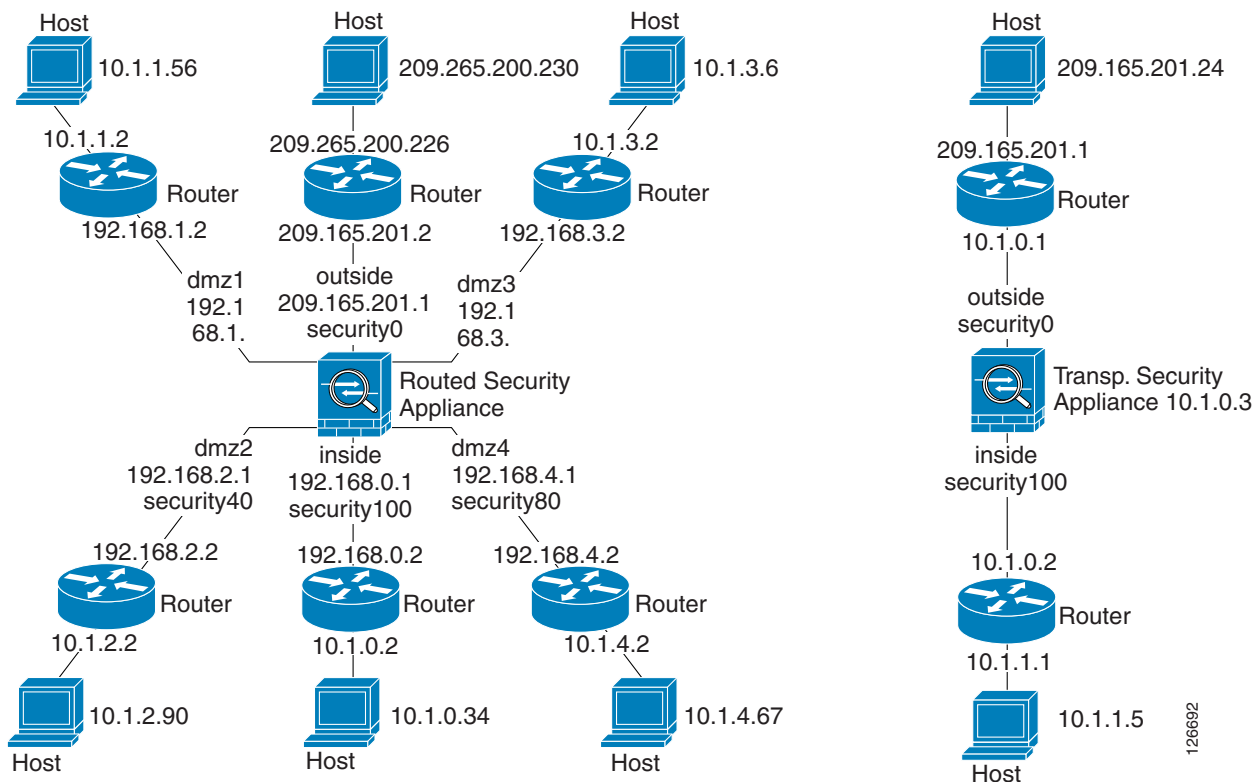 Host
10.1.1.56
10.1.1.2
Router
192.168.1.2
dmz1
192.1
68.1.
Host
209.265.200.230
209.265.200.226
Router
209.165.201.2
outside
209.165.201.1
security0
Host
10.1.3.6
10.1.3.2
Router
192.168.3.2
dmz3
192.1
68.3.
Routed Security
Appliance
dmz2
192.168.2.1
security40
192.168.2.2
Router
10.1.2.2
10.1.2.90
Host
inside
192.168.0.1
security100
192.168.0.2
Router
10.1.0.2
10.1.0.34
Host
dmz4
192.168.4.1
security80
192.168.4.2
Router
10.1.4.2
10.1.4.67
Host
Host
209.165.201.24
209.165.201.1
Router
10.1.0.1
outside
security0
Transp. Security
Appliance 10.1.0.3
inside
security100
10.1.0.2
Router
10.1.1.1
10.1.1.5
Host
126692